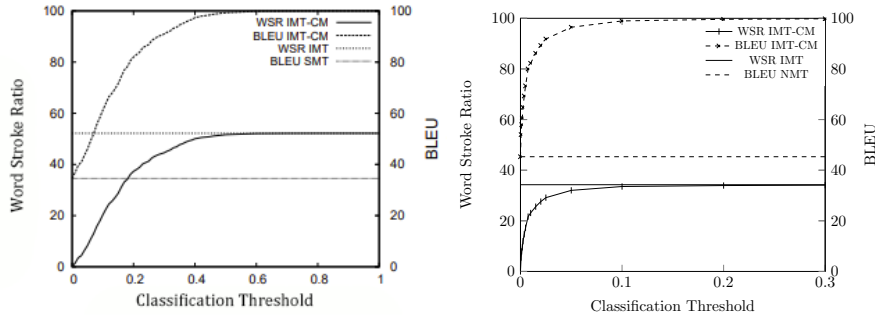 100
80
60
40
20
0
Word Stroke Ratio
WSR IMT-CM
BLEU IMT-CM
WSR IMT
BLEU SMT
100
80
60
40
20
0
BLEU
0
0.2
0.4
0.6
0.8
1
Classification Threshold
100
80
60
40
20
0
Word Stroke Ratio
WSR IMT-CM
BLEU IMT-CM
WSR IMT
BLEU NMT
100
80
60
40
20
0
BLEU
0
0.1
0.2
0.3
Classification Threshold